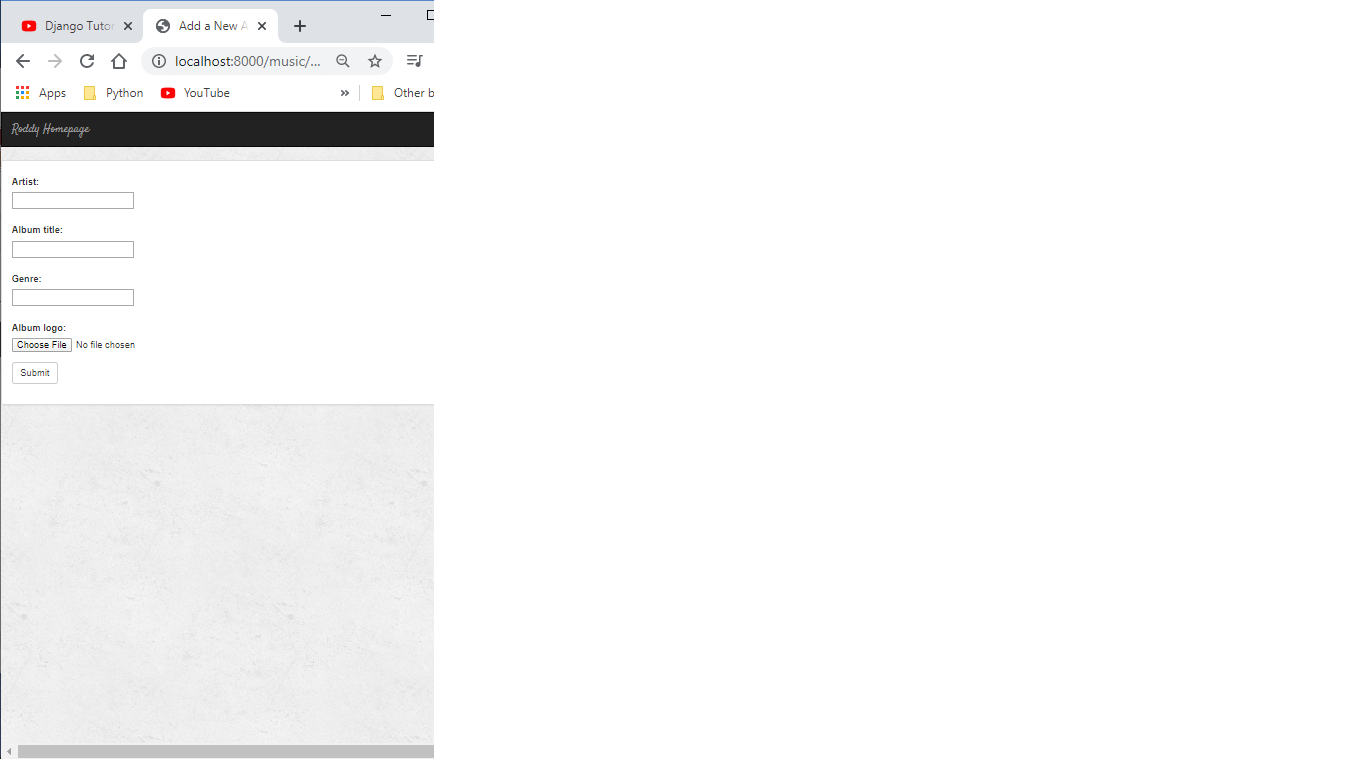 Django Tutor
Add a New A
localhost:8000/music/...
Apps
Python
YouTube
»
Other b
Roddy Homepage
Artist:
Album title:
Genre:
Album logo:
Choose File No file chosen
Submit